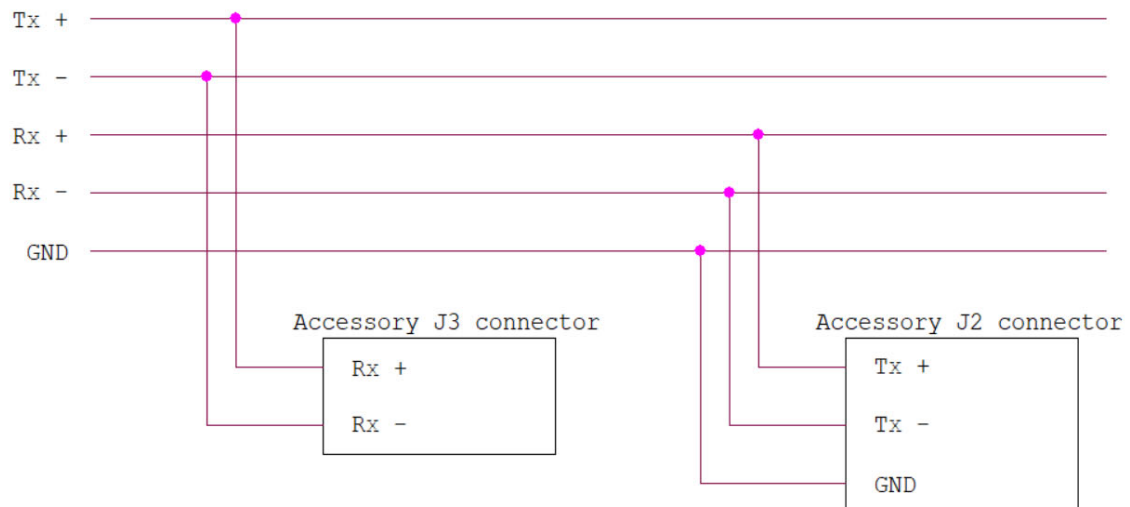 Tx +
Tx -
Rx +
Rx -
GND
Accessory J3 connector
Rx +
Rx -
Accessory J2 connector
Tx +
Tx -
GND